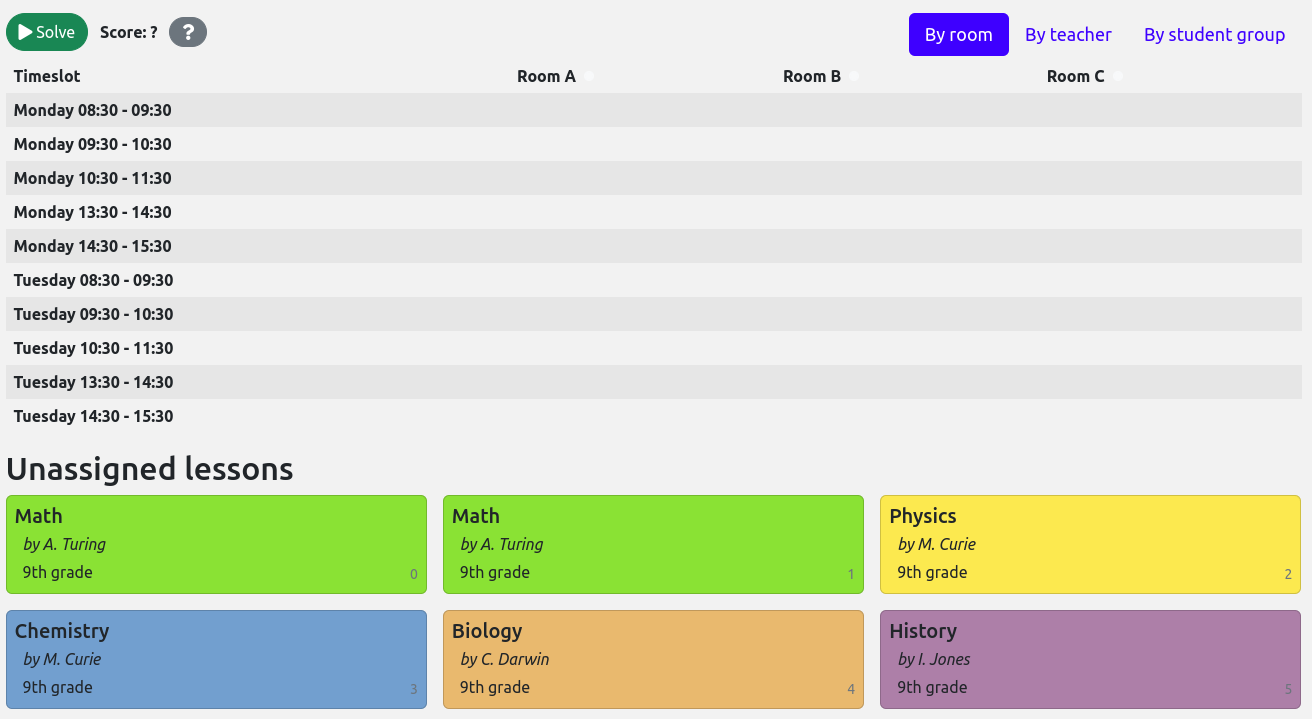 Solve Score: ? ? By room By teacher By student group
Timeslot Room A Room B Room C
Monday 08:30 - 09:30
Monday 09:30 - 10:30
Monday 10:30 - 11:30
Monday 13:30 - 14:30
Monday 14:30 - 15:30
Tuesday 08:30 - 09:30
Tuesday 09:30 - 10:30
Tuesday 10:30 - 11:30
Tuesday 13:30 - 14:30
Tuesday 14:30 - 15:30
Unassigned lessons
Math
by A. Turing
9th grade 0
Math
by A. Turing
9th grade 1
Physics
by M. Curie
9th grade 2
Chemistry
by M. Curie
9th grade 3
Biology
by C. Darwin
9th grade 4
History
by I. Jones
9th grade 5